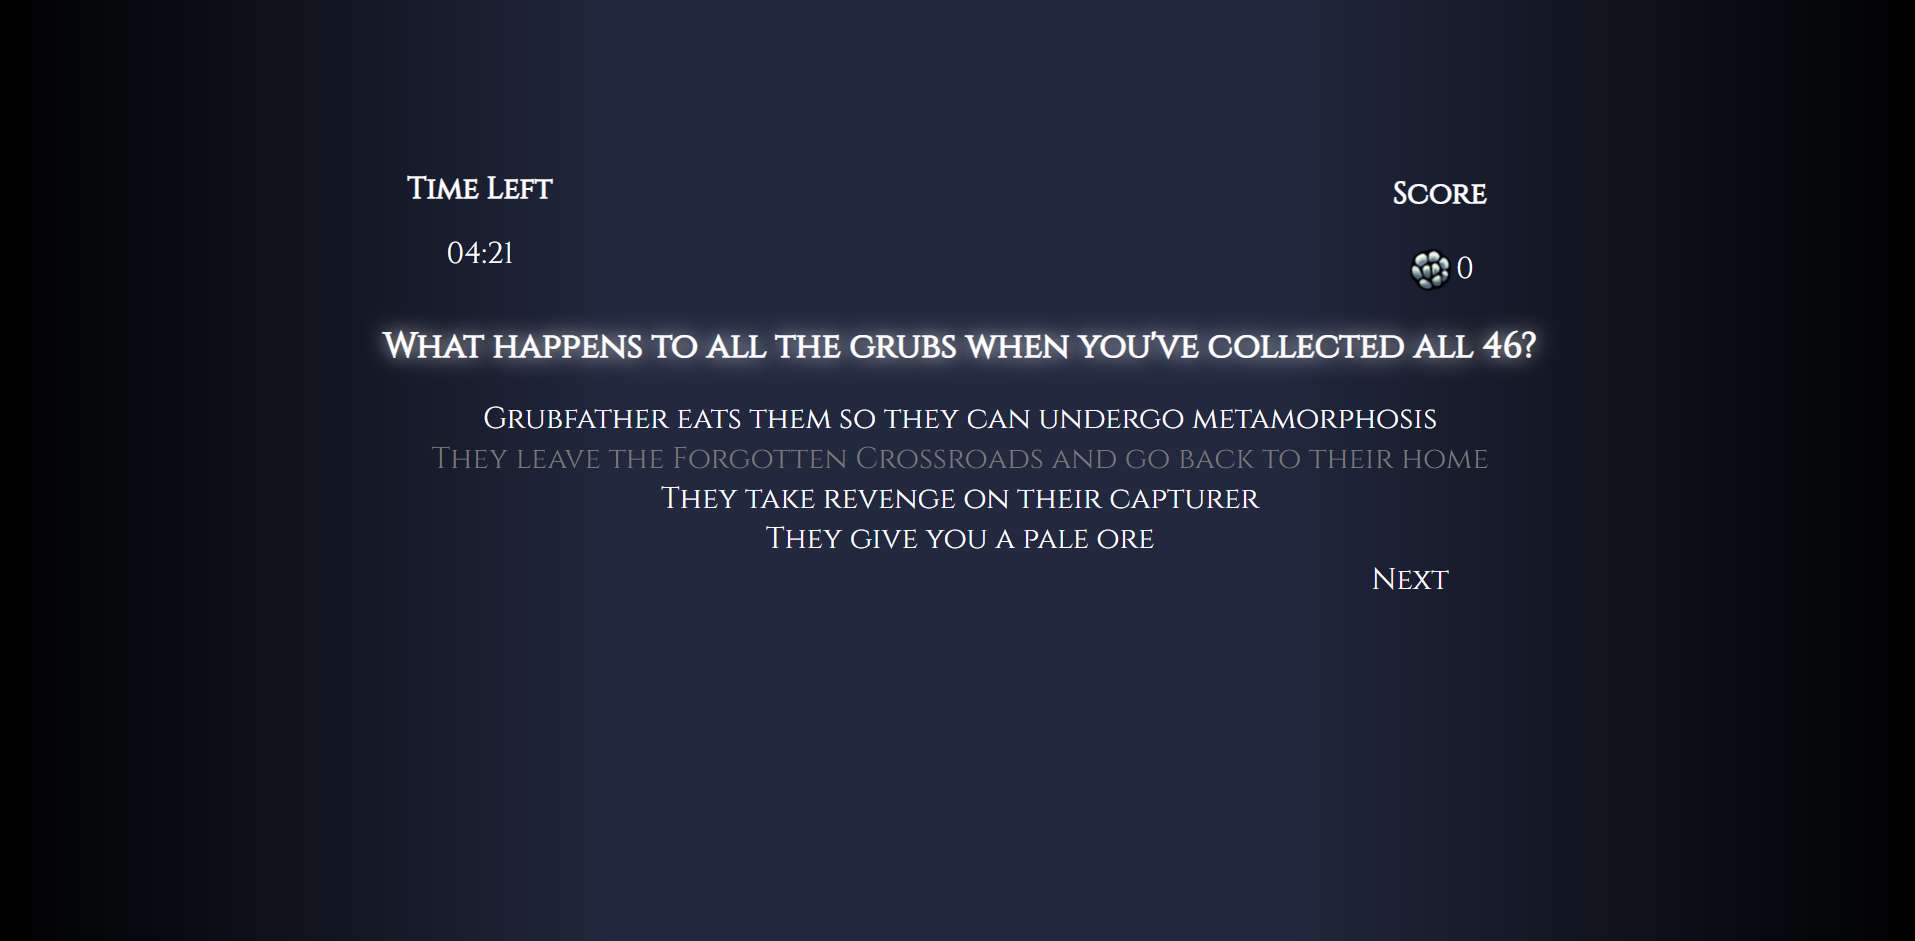 Time Left
Score
04:21
0
What happens to all the grubs when you've collected all 46?
Grubfather eats them so they can undergo metamorphosis
They leave the Forgotten Crossroads and go back to their home
They take revenge on their capturer
They give you a pale ore
Next